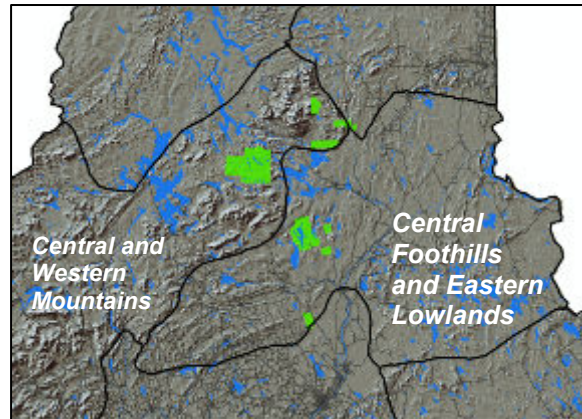 Central and
Western
Mountains
Central
Foothills
and Eastern
Lowlands